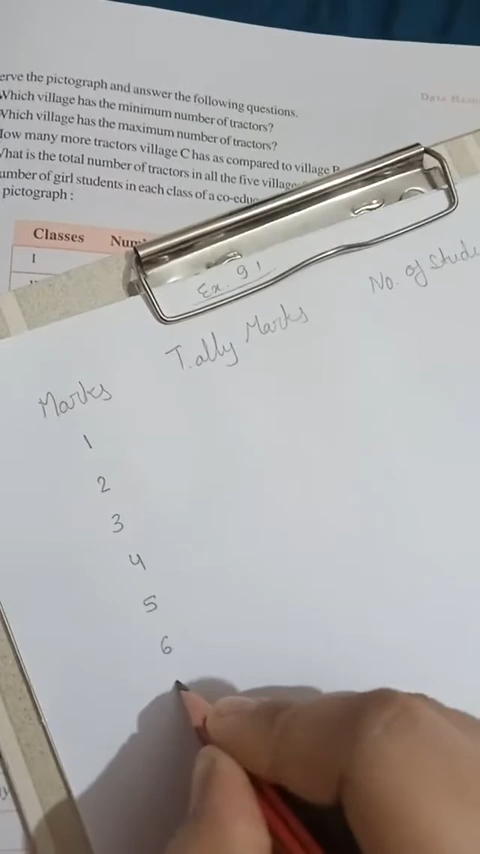 erve the pictograph and answer the following questions.
Which village has the minimum number of tractors?
Which village has the maximum number of tractors?
How many more tractors village C has as compared to village B
What is the total number of tractors in all the five village
umber of girl students in each class of a co-educ
pictograph :
Classes Num
I
Ex. 9.1
Marks Tally Marks No. of Stude
1
2
3
4
5
6